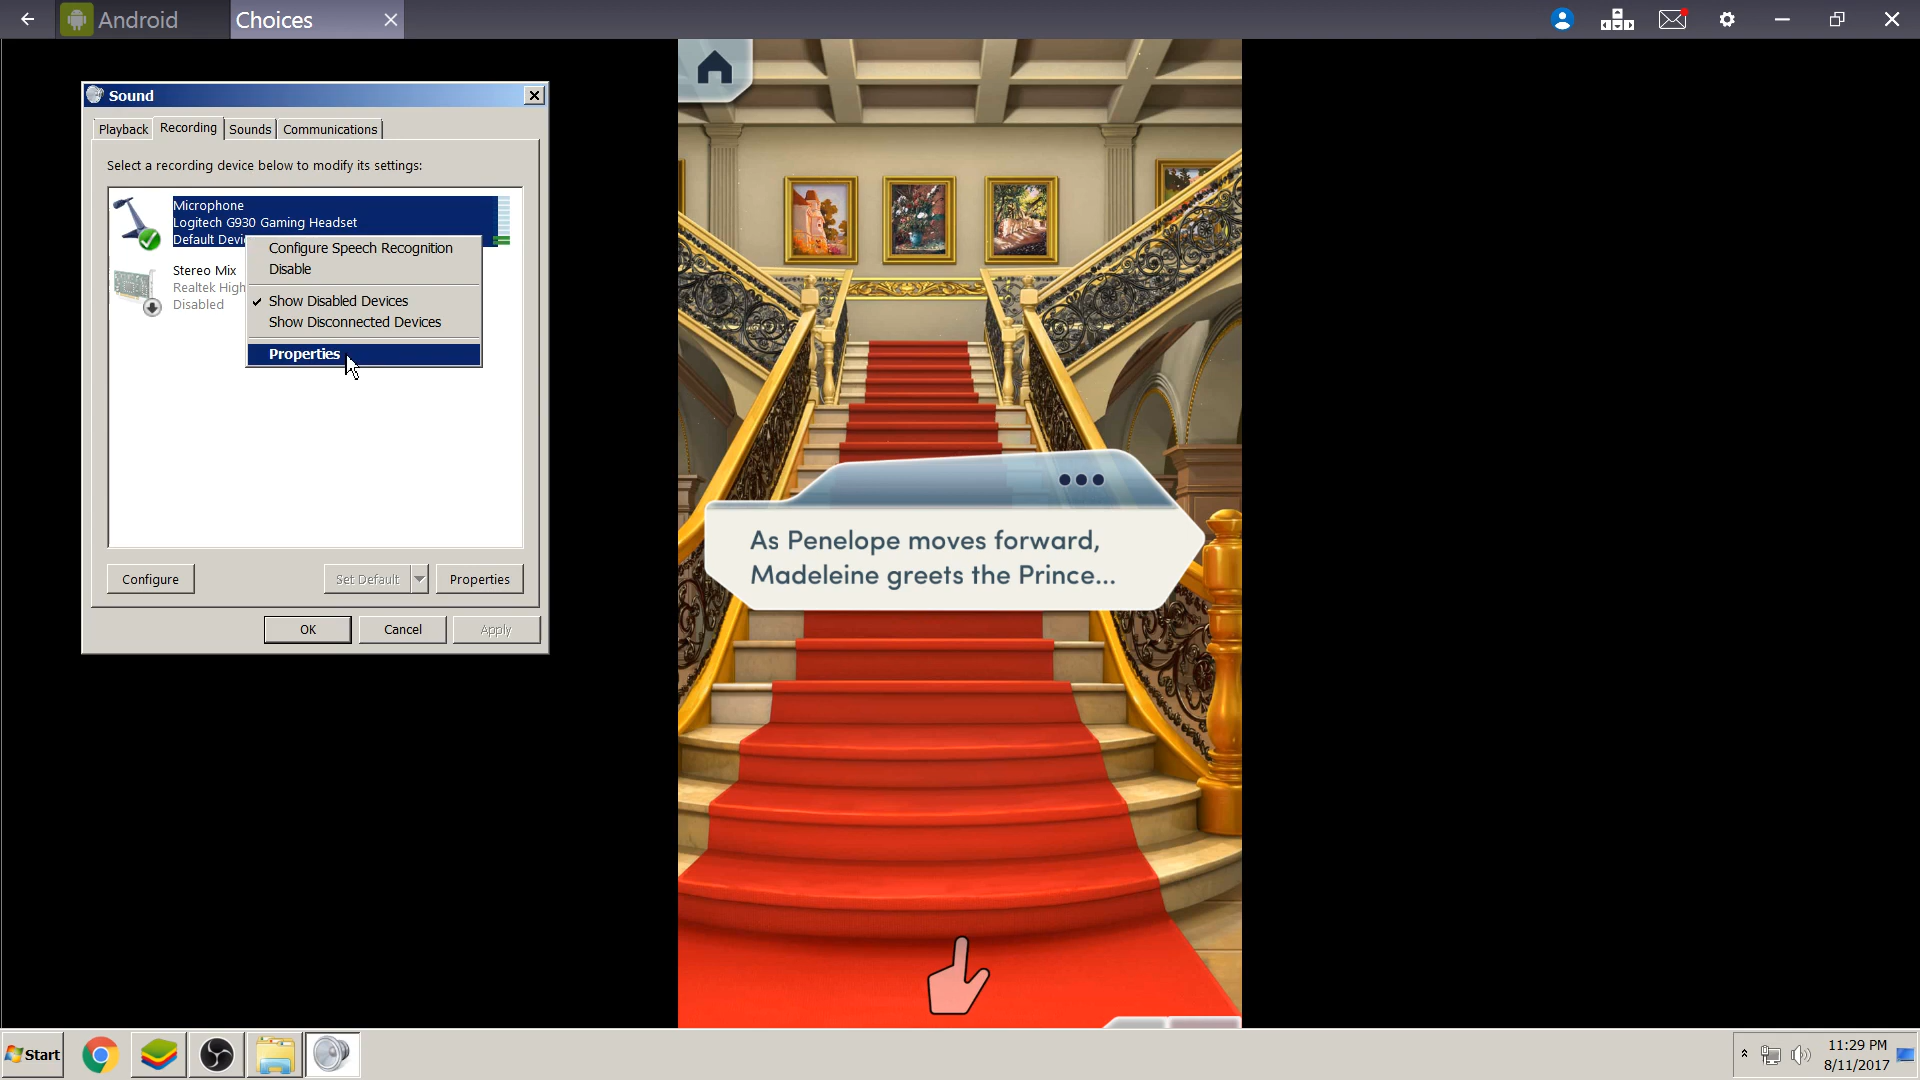 Android
Choices
Sound
Playback
Recording
Sounds
Communications
Select a recording device below to modify its settings:
Microphone
Logitech G930 Gaming Headset
Default Devi
Configure Speech Recognition
Disable
Show Disabled Devices
Show Disconnected Devices
Properties
Stereo Mix
Realtek High
Disabled
Configure
Set Default
Properties
OK
Cancel
Apply
As Penelope moves forward,
Madeleine greets the Prince...
Start
11:29 PM
8/11/2017